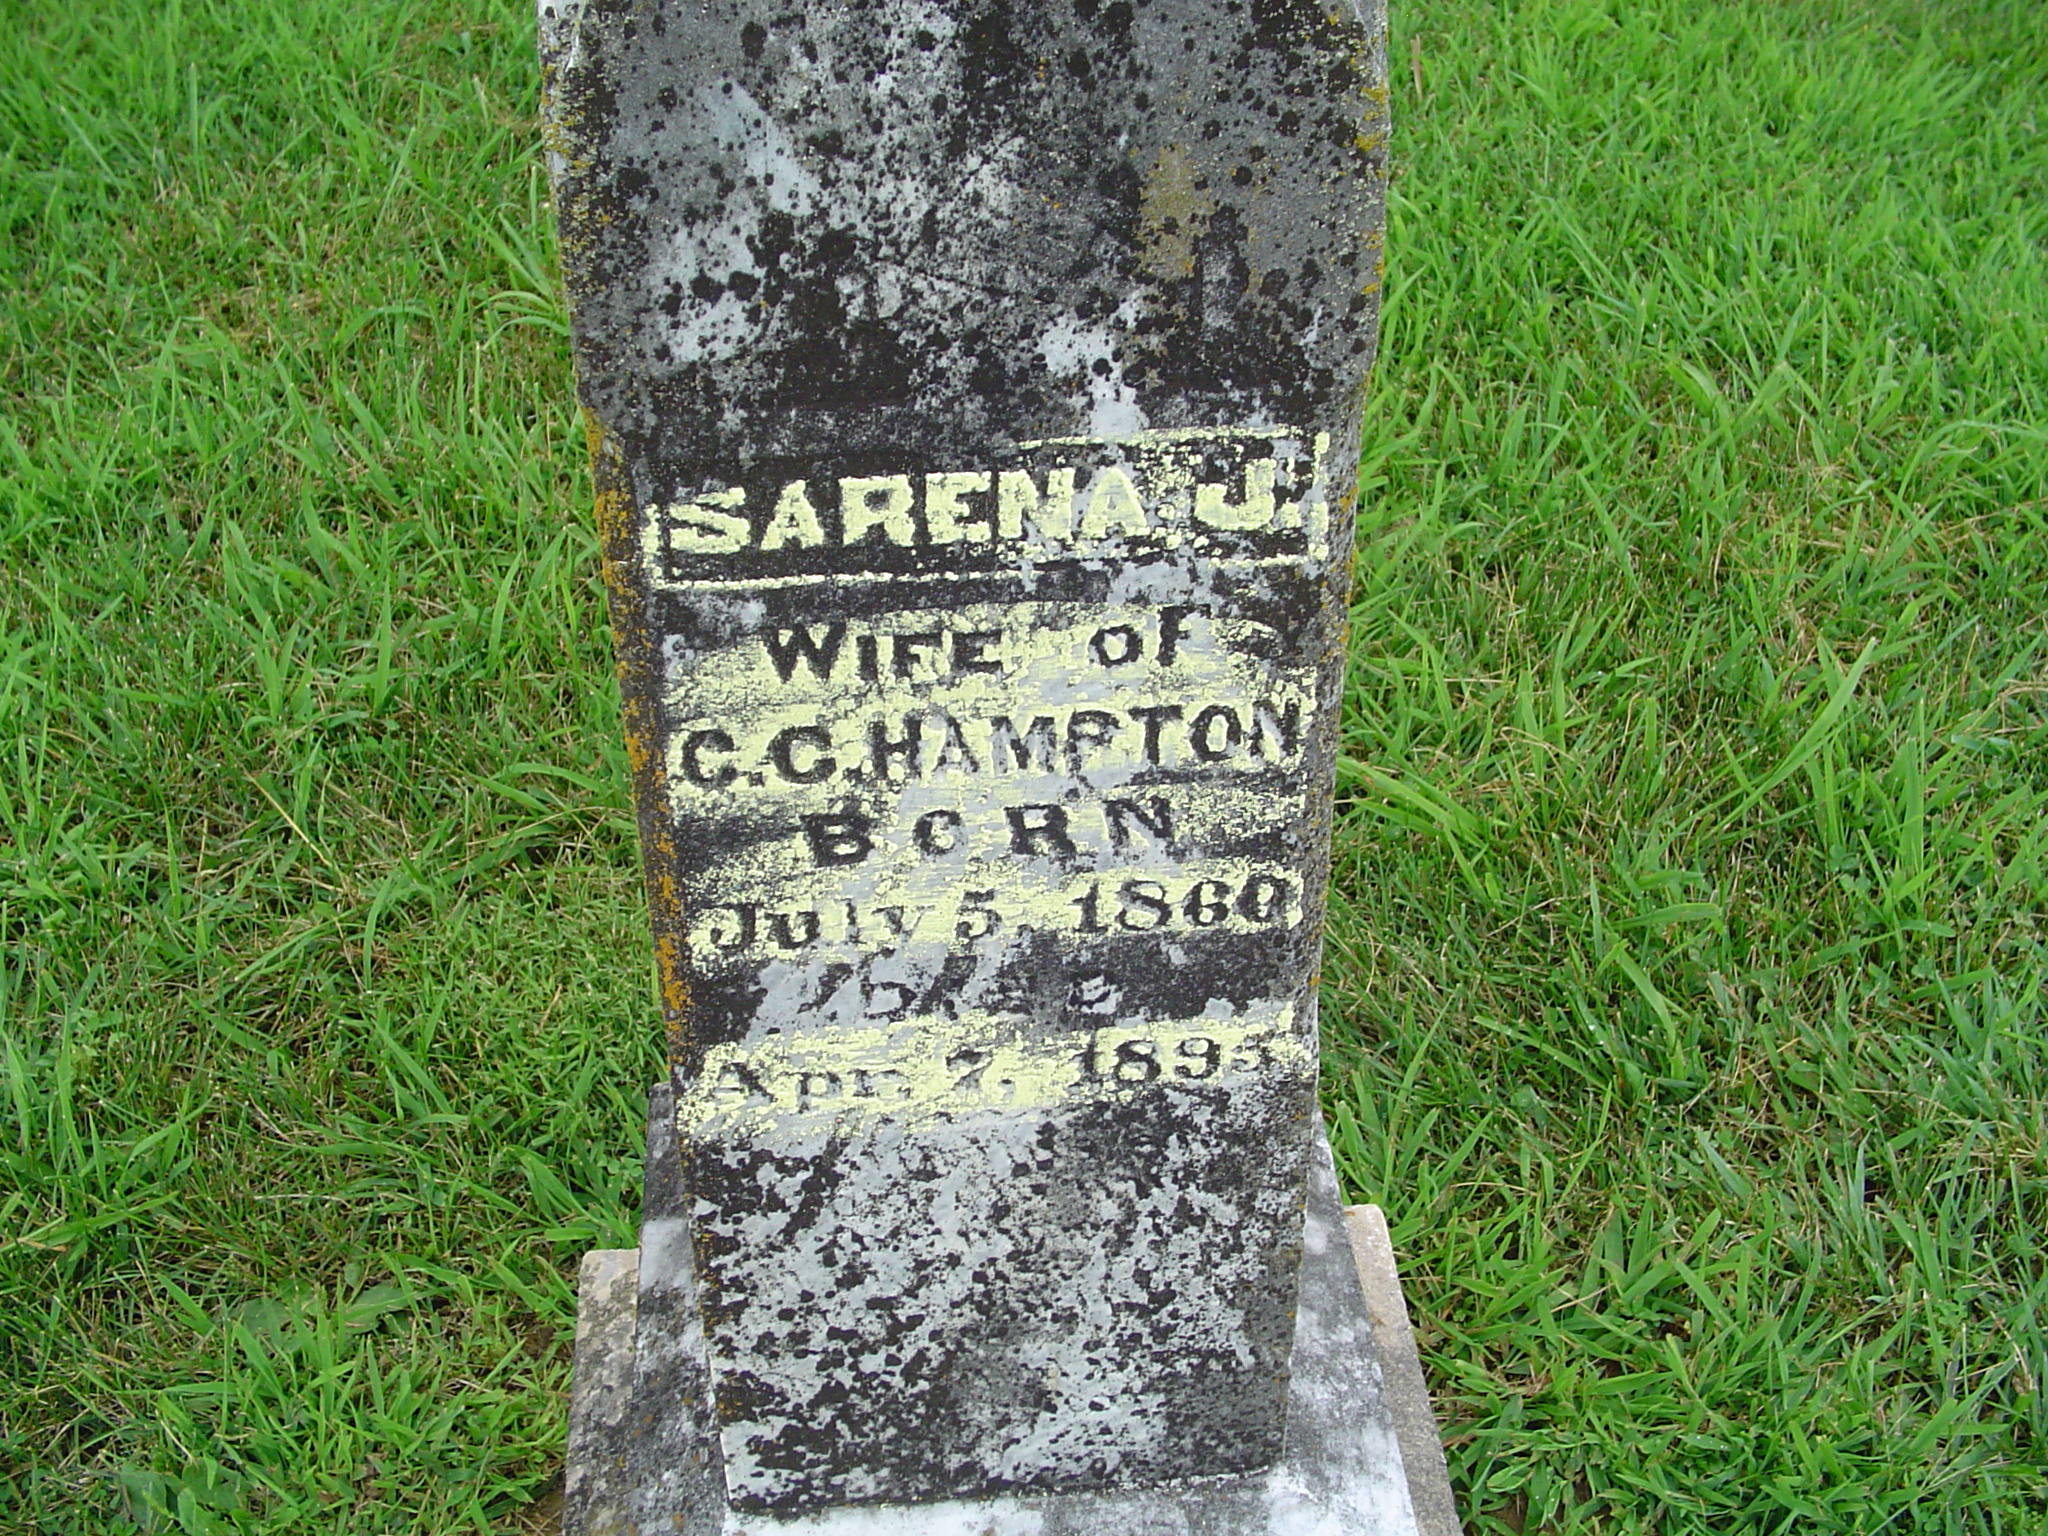 SARENA J.
WIFE OF
C.C. HAMPTON
BORN
July 5, 1860
Apr. 7,